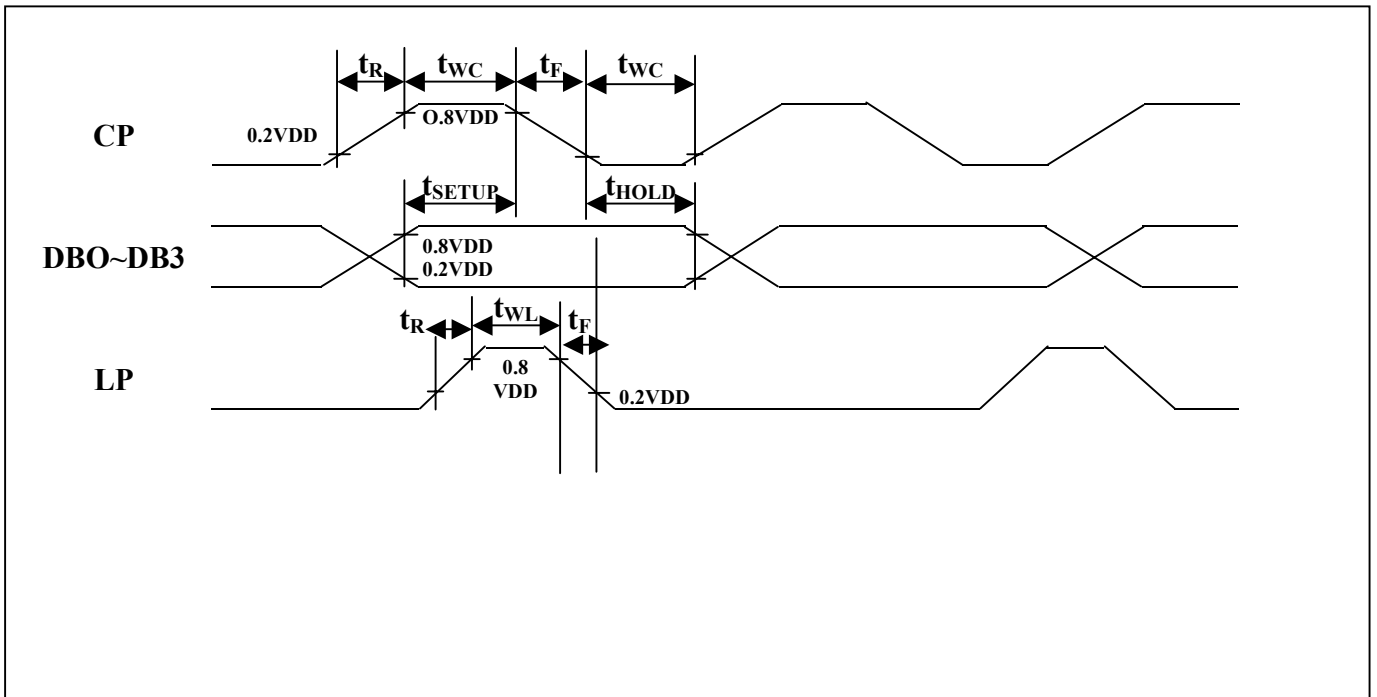 tR tWC tF tWC
CP
0.2VDD
O.8VDD
tSETUP tHOLD
DBO~DB3
0.8VDD
0.2VDD
tR tWL tF
LP
0.8
VDD
0.2VDD